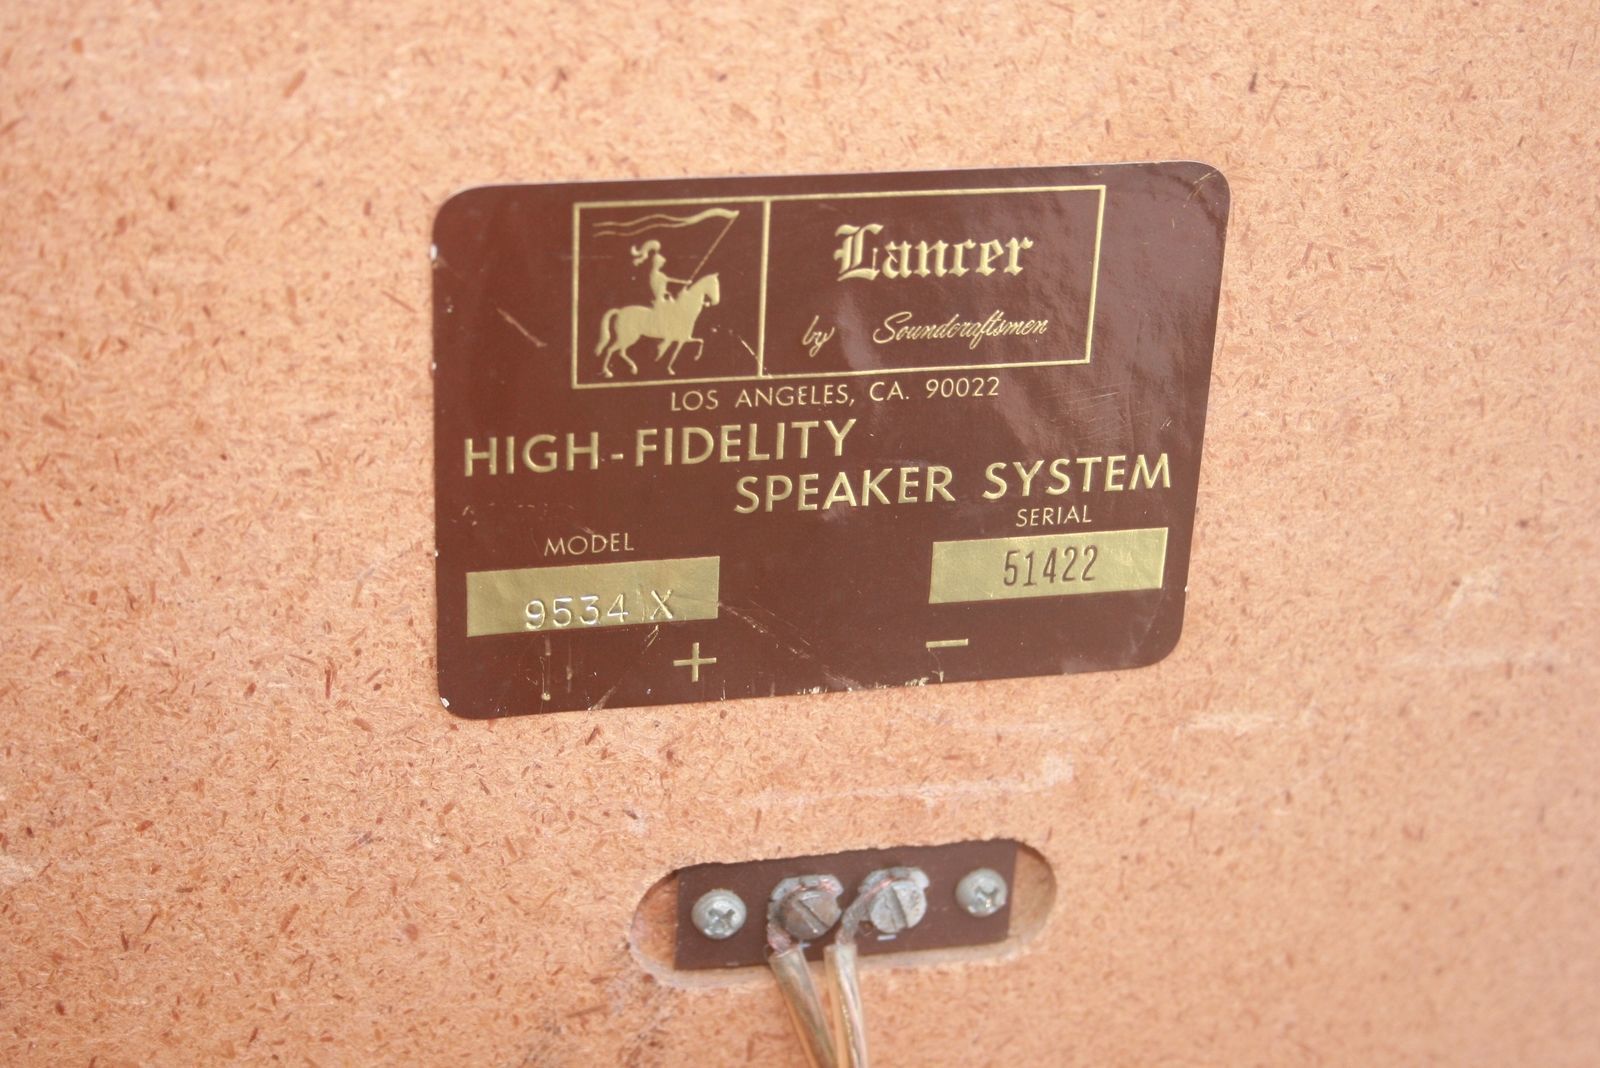 Lancer
by Soundcraftsmen
LOS ANGELES, CA. 90022
HIGH-FIDELITY
SPEAKER SYSTEM
MODEL
SERIAL
9534 X
51422
+ −